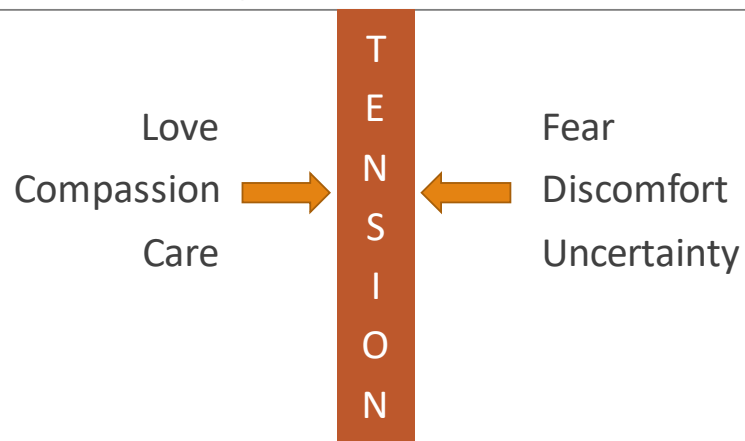 Love
Compassion
Care
T
E
N
S
I
O
N
Fear
Discomfort
Uncertainty